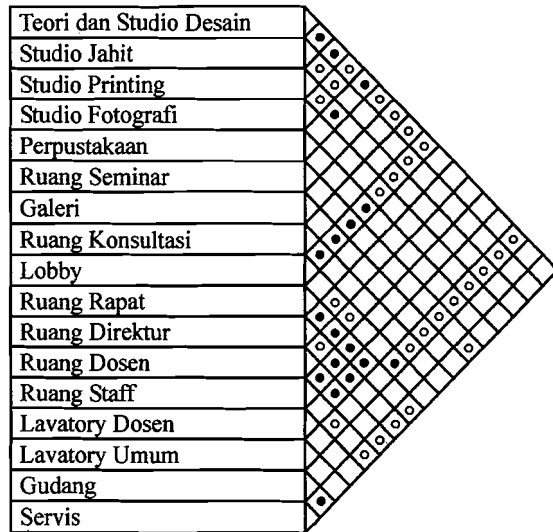 Teori dan Studio Desain
Studio Jahit
Studio Printing
Studio Fotografi
Perpustakaan
Ruang Seminar
Galeri
Ruang Konsultasi
Lobby
Ruang Rapat
Ruang Direktur
Ruang Dosen
Ruang Staff
Lavatory Dosen
Lavatory Umum
Gudang
Servis